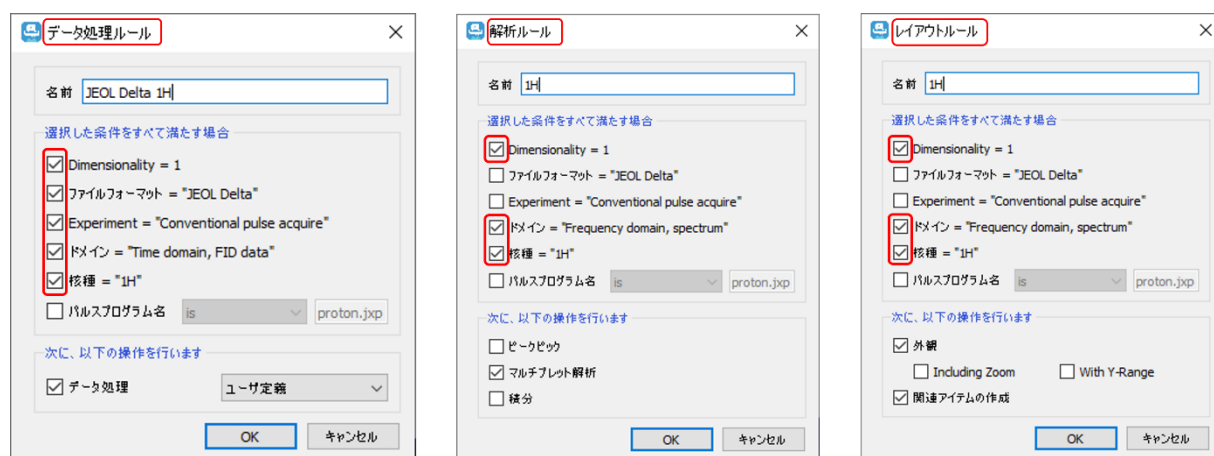 データ処理ルール
名前 JEOL Delta 1H
選択した条件をすべて満たす場合
Dimensionality = 1
ファイルフォーマット = "JEOL Delta"
Experiment = "Conventional pulse acquire"
ドメイン = "Time domain, FID data"
核種 = "1H"
パルスプログラム名 is proton.jxp
次に、以下の操作を行います
データ処理 ユーザ定義
OK キャンセル
解析ルール
名前 1H
選択した条件をすべて満たす場合
Dimensionality = 1
ファイルフォーマット = "JEOL Delta"
Experiment = "Conventional pulse acquire"
ドメイン = "Frequency domain, spectrum"
核種 = "1H"
パルスプログラム名 is proton.jxp
次に、以下の操作を行います
ピークピック
マルチプレット解析
積分
OK キャンセル
レイアウトルール
名前 1H
選択した条件をすべて満たす場合
Dimensionality = 1
ファイルフォーマット = "JEOL Delta"
Experiment = "Conventional pulse acquire"
ドメイン = "Frequency domain, spectrum"
核種 = "1H"
パルスプログラム名 is proton.jxp
次に、以下の操作を行います
外観
Including Zoom With Y-Range
関連アイテムの作成
OK キャンセル